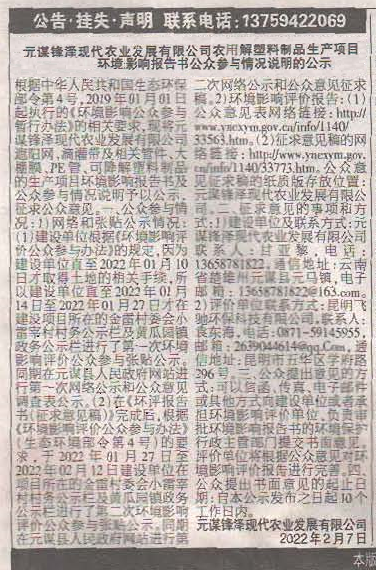 公告·挂失·声明 联系电话:13759422069
元谋锋泽现代农业发展有限公司农用解塑料制品生产项目
环境影响报告书公众参与情况说明的公示
根据中华人民共和国生态环保
部令第4号,2019年01月01日
起执行的《环境影响公众参与
暂行办法》的相关要求,现将元
谋锋泽现代农业发展有限公司
遮阳网,滴灌带及相关管件、大
棚膜、PE管、可降解塑料制品
的生产项目环境影响报告书及
公众参与情况说明予以公示,
征求公众意见。一、公众参与情
况:1)网络和张贴公示情况:
(1)建设单位根据《环境影响评
价公众参与办法》的规定,因为
建设单位直至2022年01月10
日才取得土地的相关手续,所
以建设单位直至2022年01月
14日至2022年01月27日才在
建设项目所在的金雷村委会小
雷宰村村务公示栏及黄瓜园镇
政务公示栏进行了第一次环境
影响评价公众参与张贴公示,
同期在元谋县人民政府网站进
行第一次网络公示和公众意见
调查表公示。(2)在《环评报告
书(征求意见稿)》完成后,根据
《环境影响评价公众参与办法》
(生态环境部令第4号)的要
求,于2022年01月27日至
2022年02月12日建设单位在
项目所在的金雷村委会小雷宰
村村务公示栏及黄瓜园镇政务
公示栏进行了第二次环境影响
评价公众参与张贴公示,同期
在元谋县人民政府网站进行第
二次网络公示和公众意见征求
稿。2)环境影响评价报告:(1)
公众意见表网络链接:http://
www.ynexym.gov.cn/info/1140/
33563.htm。(2)征求意见稿的网
络链接:http://www.ynexym.gov.
cn/info/1140/33773.htm。公众意
见征求稿的纸质版存放位置:
元谋锋泽现代农业发展有限公
司。二、征求意见的事项和方
式:1)建设单位及联系方式:元
谋锋泽现代农业发展有限公司
联系人:甘亚黎,电话:
13658781822,通信地址:云南
省楚雄州元谋县元马镇,电子
邮箱:13658781822@163.com。
2)评价单位联系方式:昆明飞
驰环保科技有限公司,联系人:
袁东海,电话:0871-59145955,
邮箱:2639044614@qq.Com,通
信地址:昆明市五华区学府路
296号。三、公众提出意见的方
式:可以信函、传真、电子邮件
或其他方式向建设单位或者承
担环境影响评价单位,负责审
批环境影响报告书的环境保护
行政主管部门提交书面意见,
评价单位将根据公众意见对环
境影响评价报告进行完善。四、
公众提出书面意见的起止日
期:自本公示发布之日起10个
工作日内。
元谋锋泽现代农业发展有限公司
2022年2月7日
本版